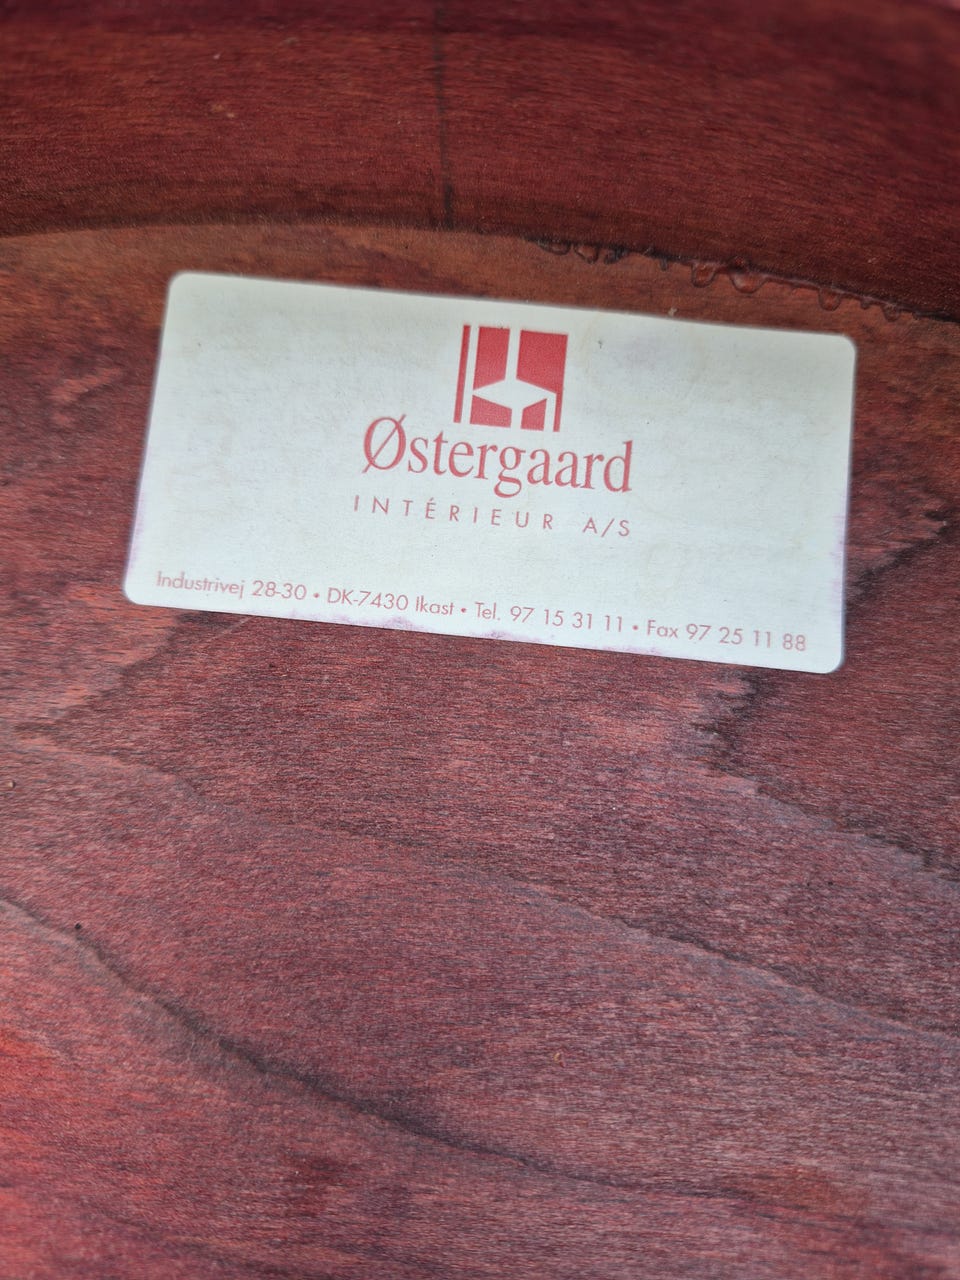 Østergaard
INTÉRIEUR A/S
Industrivej 28-30 • DK-7430 Ikast • Tel. 97 15 31 11 • Fax 97 25 11 88